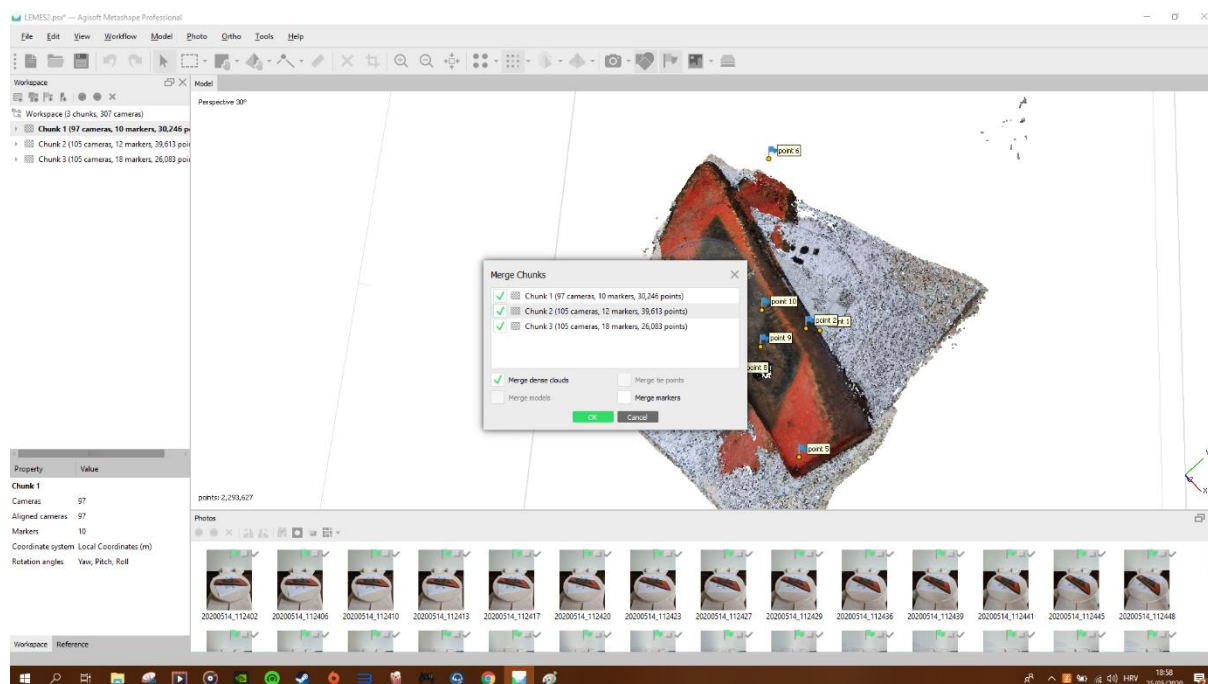 LEMES2.psx* — Agisoft Metashape Professional
File Edit View Workflow Model Photo Ortho Tools Help
Workspace
Workspace (3 chunks, 307 cameras)
Chunk 1 (97 cameras, 10 markers, 30,246 p
Chunk 2 (105 cameras, 12 markers, 39,613 poi
Chunk 3 (105 cameras, 18 markers, 26,083 poi
Model
Perspective 30°
point 6
point 10
point 2
nt 1
point 9
point 8
point 5
Merge Chunks
Chunk 1 (97 cameras, 10 markers, 30,246 points)
Chunk 2 (105 cameras, 12 markers, 39,613 points)
Chunk 3 (105 cameras, 18 markers, 26,083 points)
Merge dense clouds Merge tie points
Merge models Merge markers
OK Cancel
points: 2,293,627
X
Property Value
Chunk 1
Cameras 97
Aligned cameras 97
Markers 10
Coordinate system Local Coordinates (m)
Rotation angles Yaw, Pitch, Roll
Workspace Reference
Photos
20200514_112402 20200514_112406 20200514_112410 20200514_112413 20200514_112417 20200514_112420 20200514_112423 20200514_112427 20200514_112429 20200514_112436 20200514_112439 20200514_112441 20200514_112445 20200514_112448
HRV
18:58
25/05/2020